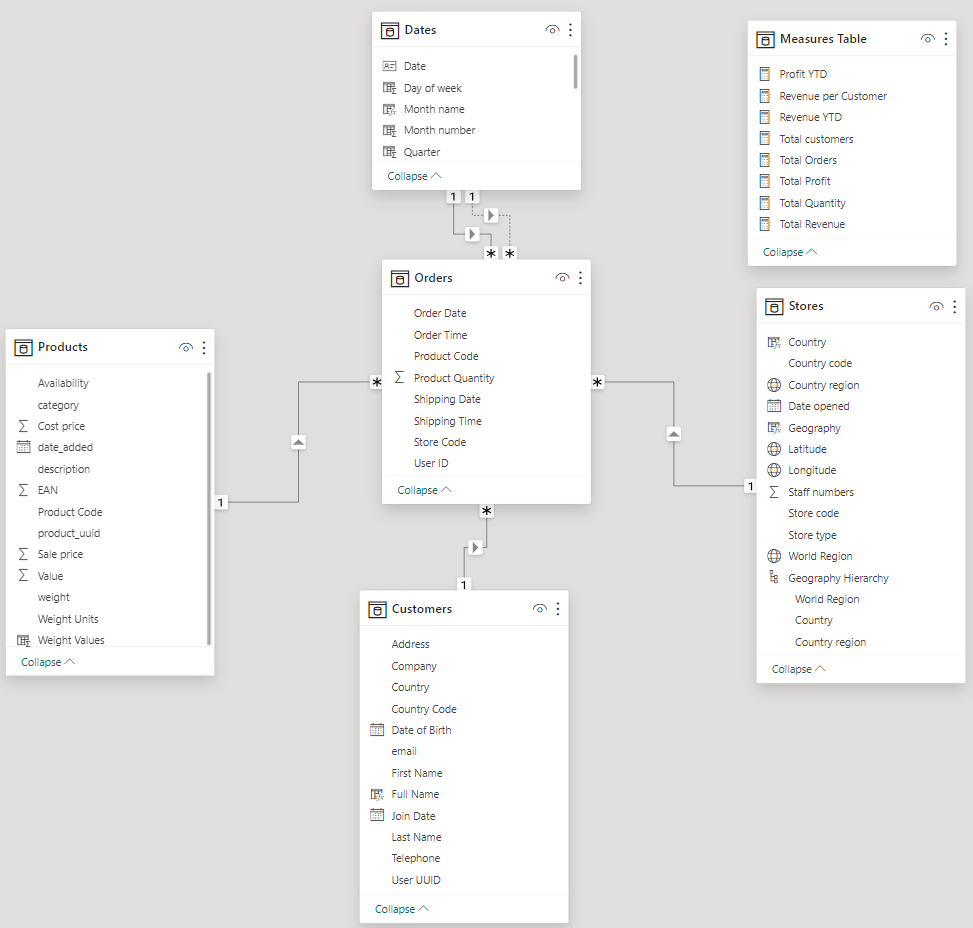 Dates
Date
Day of week
Month name
Month number
Quarter
Collapse
1 1
* *
Measures Table
Profit YTD
Revenue per Customer
Revenue YTD
Total customers
Total Orders
Total Profit
Total Quantity
Total Revenue
Collapse
Orders
Order Date
Order Time
Product Code
Product Quantity
Shipping Date
Shipping Time
Store Code
User ID
Collapse
*
*
*
Products
Availability
category
Cost price
date_added
description
EAN
Product Code
product_uuid
Sale price
Value
weight
Weight Units
Weight Values
Collapse
1
Stores
Country
Country code
Country region
Date opened
Geography
Latitude
Longitude
Staff numbers
Store code
Store type
World Region
Geography Hierarchy
World Region
Country
Country region
Collapse
1
1
Customers
Address
Company
Country
Country Code
Date of Birth
email
First Name
Full Name
Join Date
Last Name
Telephone
User UUID
Collapse